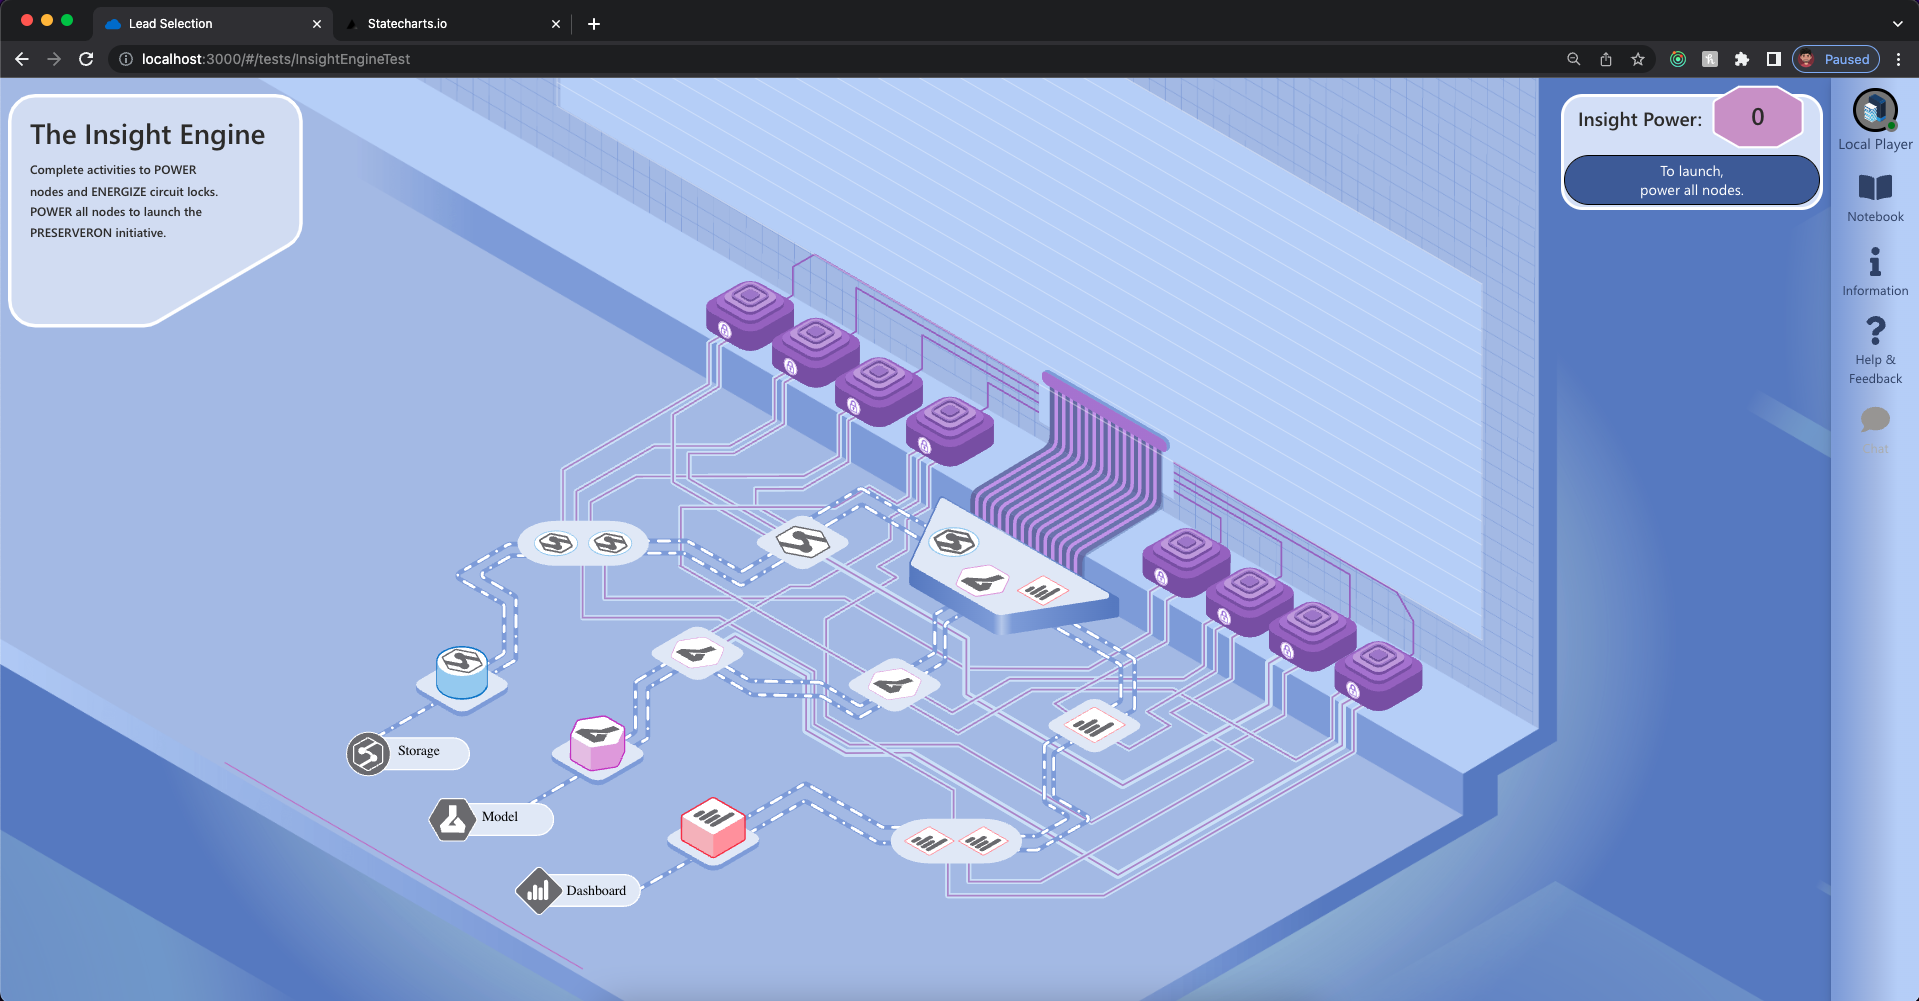 Lead Selection
Statecharts.io
localhost:3000/#/tests/InsightEngineTest
Paused
The Insight Engine
Complete activities to POWER
nodes and ENERGIZE circuit locks.
POWER all nodes to launch the
PRESERVERON initiative.
Insight Power: 0
To launch,
power all nodes.
Local Player
Notebook
Information
Help &
Feedback
Chat
Storage
Model
Dashboard